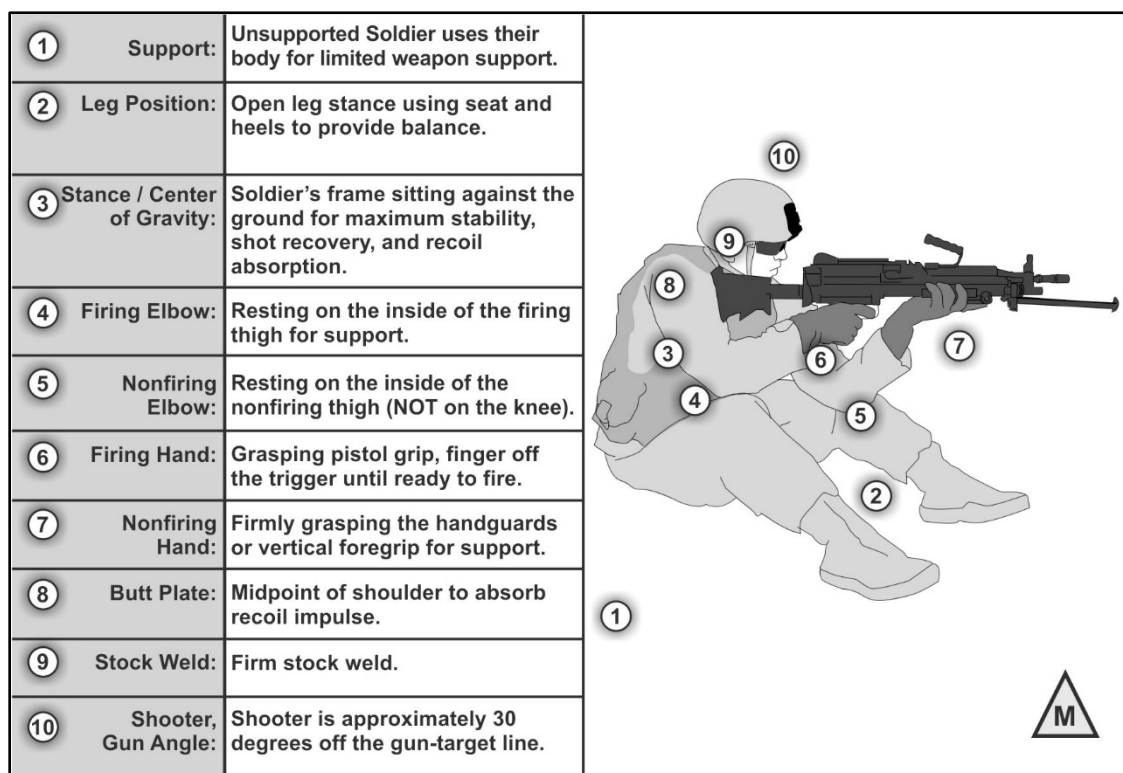 1 Support: Unsupported Soldier uses their
body for limited weapon support.
2 Leg Position: Open leg stance using seat and
heels to provide balance.
3 Stance / Center
of Gravity: Soldier’s frame sitting against the
ground for maximum stability,
shot recovery, and recoil
absorption.
4 Firing Elbow: Resting on the inside of the firing
thigh for support.
5 Nonfiring
Elbow: Resting on the inside of the
nonfiring thigh (NOT on the knee).
6 Firing Hand: Grasping pistol grip, finger off
the trigger until ready to fire.
7 Nonfiring
Hand: Firmly grasping the handguards
or vertical foregrip for support.
8 Butt Plate: Midpoint of shoulder to absorb
recoil impulse.
9 Stock Weld: Firm stock weld.
10 Shooter,
Gun Angle: Shooter is approximately 30
degrees off the gun-target line.
10
9
8
7
3
6
4
5
2
1
M